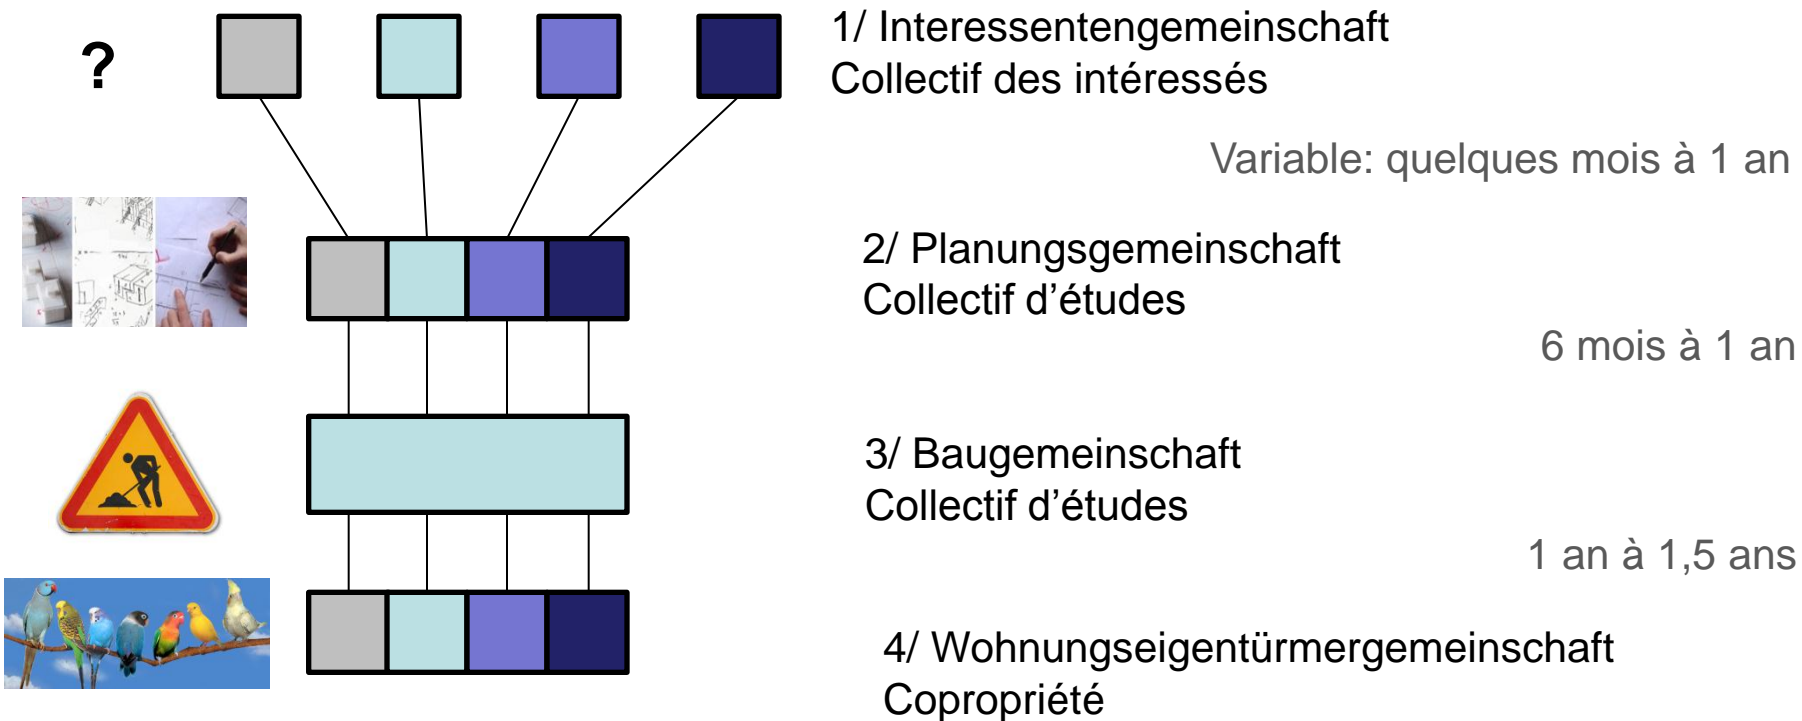 ?
1/ Interessentengemeinschaft
Collectif des intéressés
Variable: quelques mois à 1 an
2/ Planungsgemeinschaft
Collectif d’études
6 mois à 1 an
3/ Baugemeinschaft
Collectif d’études
1 an à 1,5 ans
4/ Wohnungseigentürmergemeinschaft
Copropriété